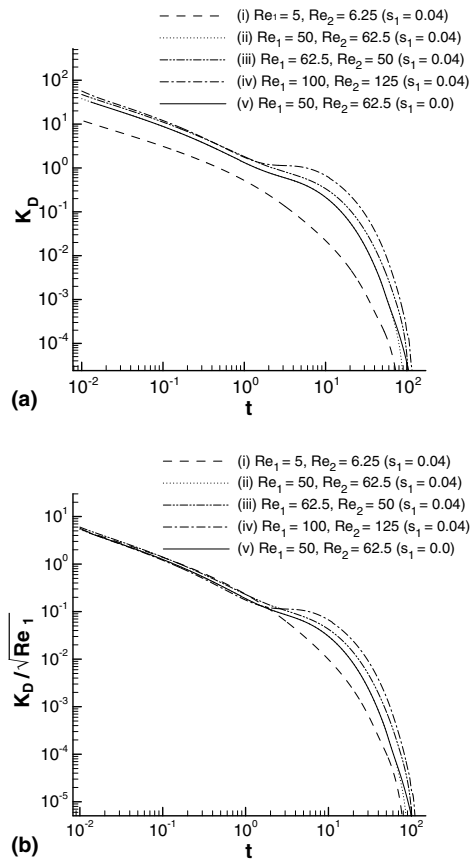 (i) Re₁= 5, Re₂ = 6.25 (s₁ = 0.04)
(ii) Re₁ = 50, Re₂ = 62.5 (s₁ = 0.04)
(iii) Re₁ = 62.5, Re₂ = 50 (s₁ = 0.04)
(iv) Re₁ = 100, Re₂ = 125 (s₁ = 0.04)
(v) Re₁ = 50, Re₂ = 62.5 (s₁ = 0.0)
10²
10¹
10⁰
10⁻¹
10⁻²
10⁻³
10⁻⁴
K_D
10⁻² 10⁻¹ 10⁰ 10¹ 10²
(a) t
(i) Re₁ = 5, Re₂ = 6.25 (s₁ = 0.04)
(ii) Re₁ = 50, Re₂ = 62.5 (s₁ = 0.04)
(iii) Re₁ = 62.5, Re₂ = 50 (s₁ = 0.04)
(iv) Re₁ = 100, Re₂ = 125 (s₁ = 0.04)
(v) Re₁ = 50, Re₂ = 62.5 (s₁ = 0.0)
10¹
10⁰
10⁻¹
10⁻²
10⁻³
10⁻⁴
10⁻⁵
K_D / √Re₁
10⁻² 10⁻¹ 10⁰ 10¹ 10²
(b) t